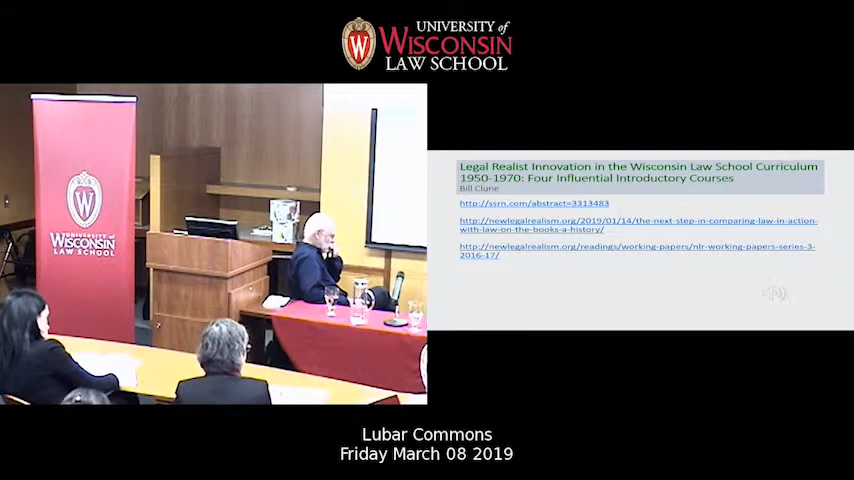 UNIVERSITY of
WISCONSIN
LAW SCHOOL
W
UNIVERSITY of
WISCONSIN
LAW SCHOOL
Legal Realist Innovation in the Wisconsin Law School Curriculum
1950-1970: Four Influential Introductory Courses
Bill Clune
http://ssrn.com/abstract=3313483
http://newlegalrealism.org/2019/01/14/the-next-step-in-comparing-law-in-action-
with-law-on-the-books-a-history/
http://newlegalrealism.org/readings/working-papers/nlr-working-papers-series-3-
2016-17/
Lubar Commons
Friday March 08 2019